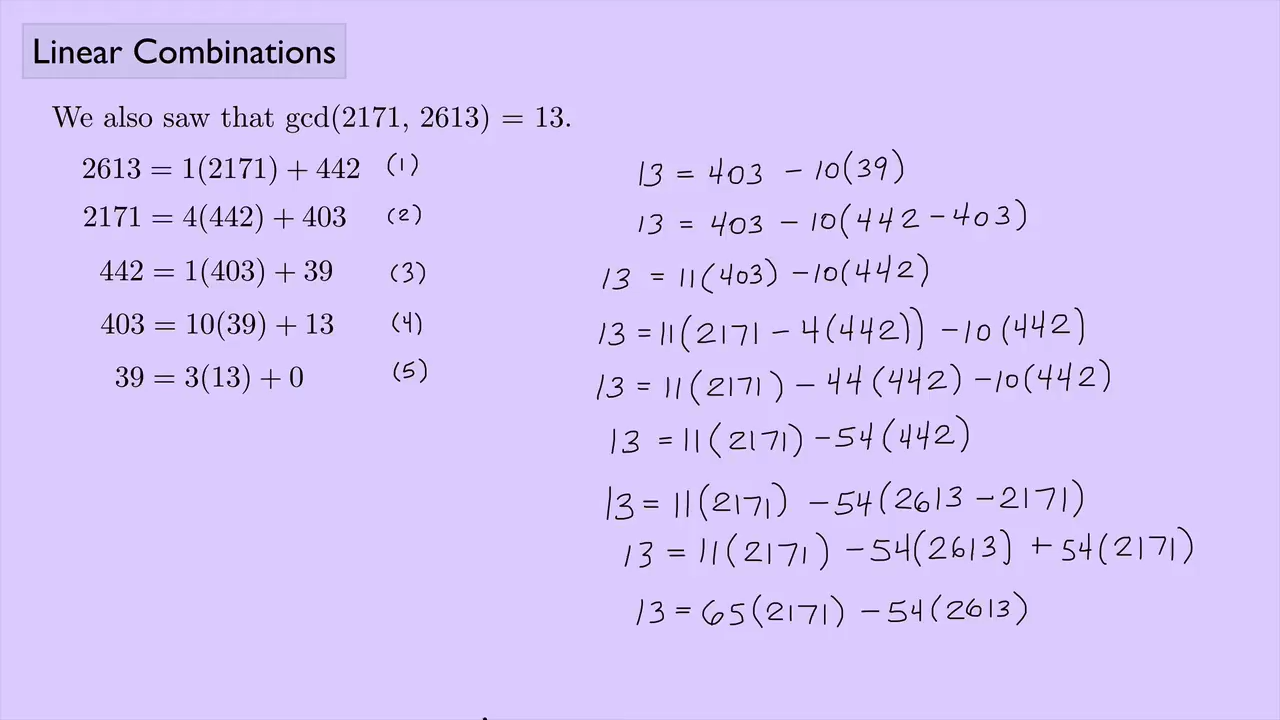 Linear Combinations
We also saw that gcd(2171, 2613) = 13.
2613 = 1(2171) + 442 (1)
2171 = 4(442) + 403 (2)
442 = 1(403) + 39 (3)
403 = 10(39) + 13 (4)
39 = 3(13) + 0 (5)
13 = 403 - 10(39)
13 = 403 - 10(442 - 403)
13 = 11(403) - 10(442)
13 = 11(2171 - 4(442)) - 10(442)
13 = 11(2171) - 44(442) - 10(442)
13 = 11(2171) - 54(442)
13 = 11(2171) - 54(2613 - 2171)
13 = 11(2171) - 54(2613) + 54(2171)
13 = 65(2171) - 54(2613)